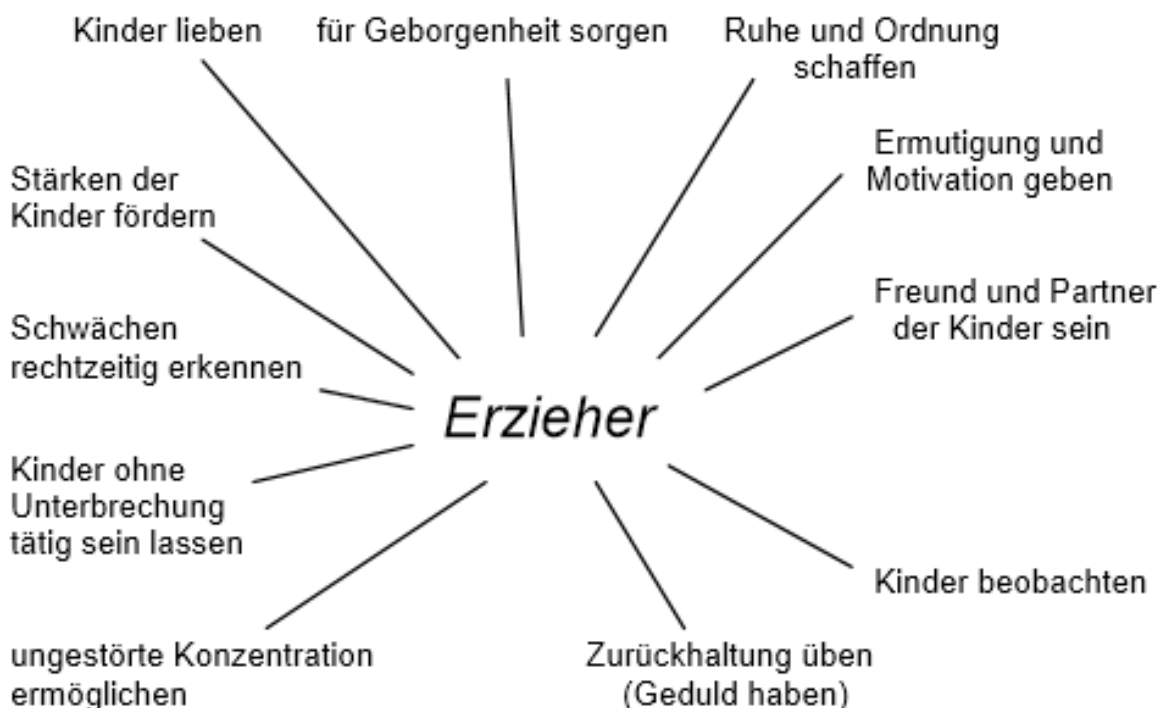 Kinder lieben
für Geborgenheit sorgen
Ruhe und Ordnung
schaffen
Ermutigung und
Motivation geben
Stärken der
Kinder fördern
Freund und Partner
der Kinder sein
Schwächen
rechtzeitig erkennen
Erzieher
Kinder ohne
Unterbrechung
tätig sein lassen
Kinder beobachten
ungestörte Konzentration
ermöglichen
Zurückhaltung üben
(Geduld haben)